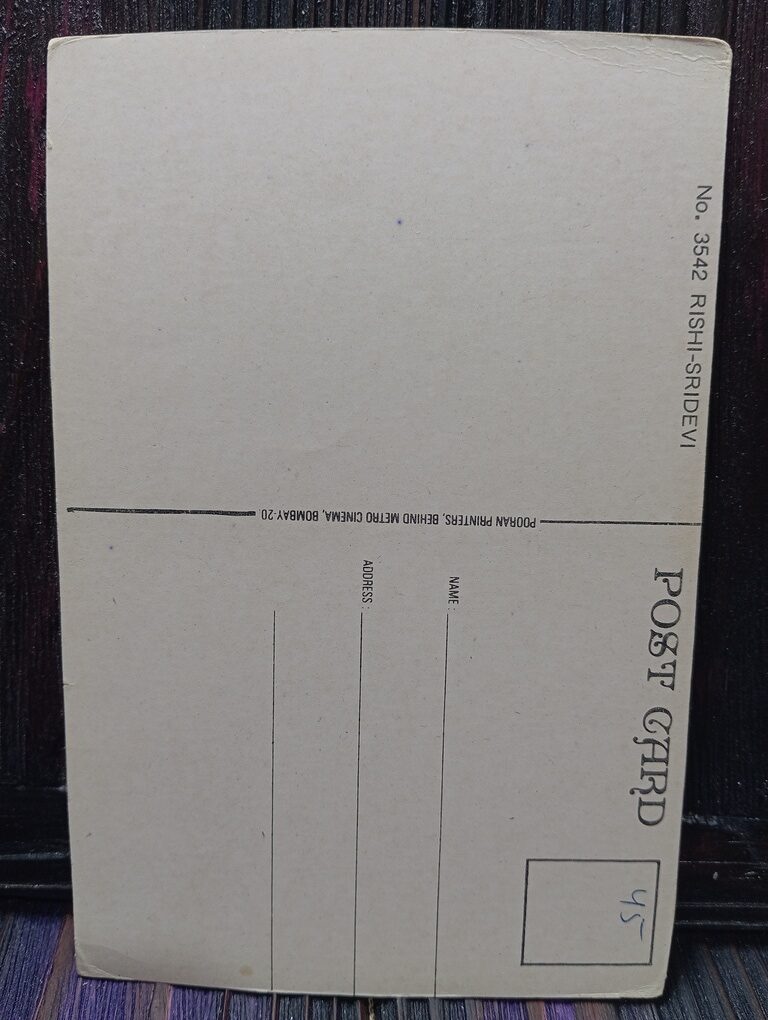 No. 3542 RISHI-SRIDEVI
POORAN PRINTERS, BEHIND METRO CINEMA, BOMBAY-20
POST CARD
45
NAME :
ADDRESS :